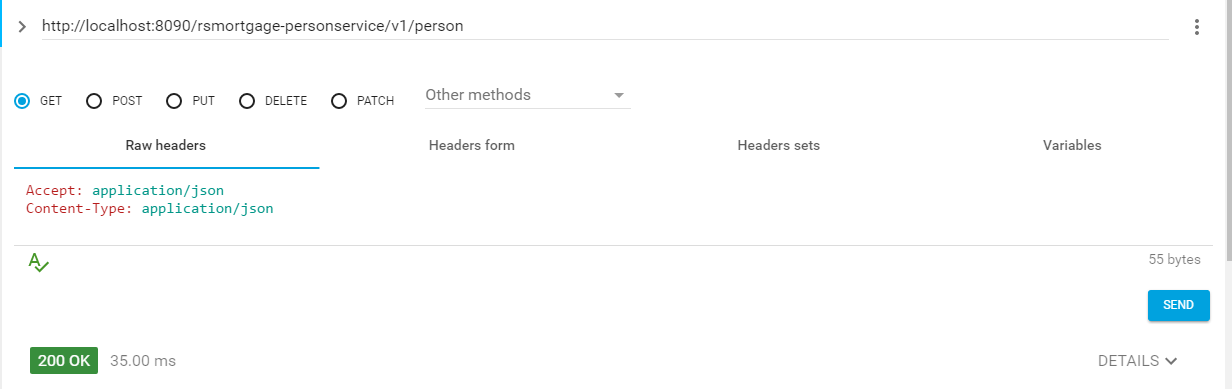 http://localhost:8090/rsmortgage-personservice/v1/person
GET POST PUT DELETE PATCH Other methods
Raw headers Headers form Headers sets Variables
Accept: application/json
Content-Type: application/json
55 bytes
SEND
200 OK 35.00 ms DETAILS